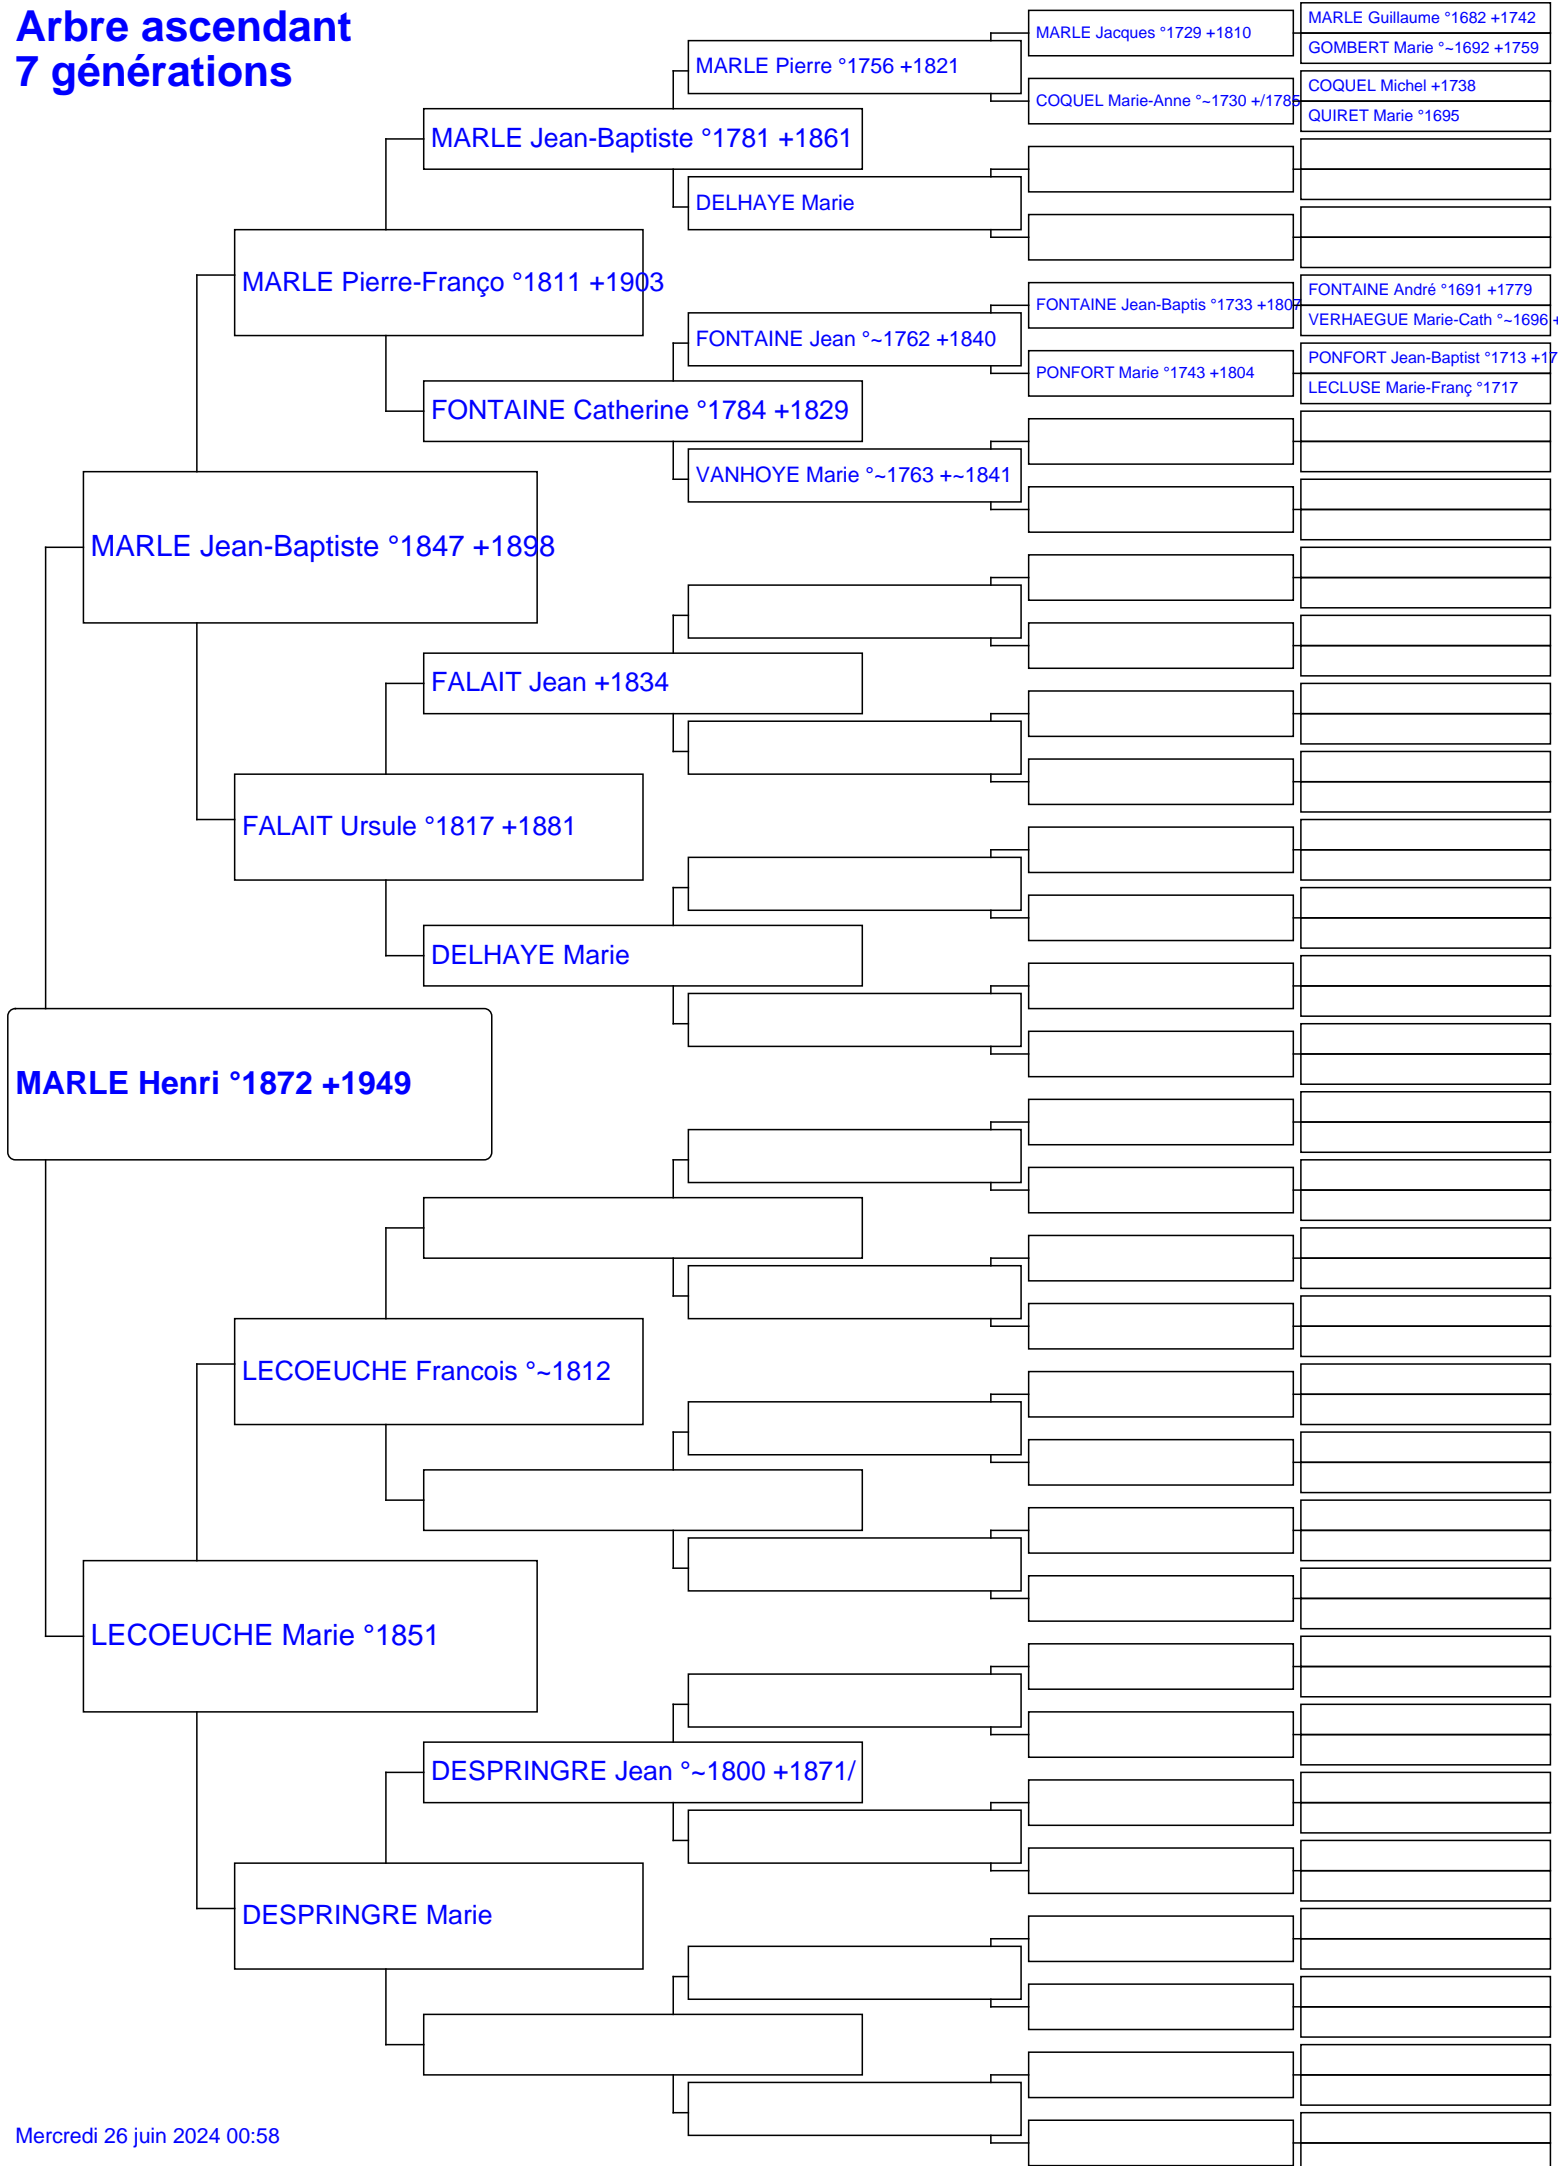 Arbre ascendant
7 générations
MARLE Guillaume °1682 +1742
MARLE Jacques °1729 +1810
GOMBERT Marie °~1692 +1759
MARLE Pierre °1756 +1821
COQUEL Michel +1738
COQUEL Marie-Anne °~1730 +/1785
QUIRET Marie °1695
MARLE Jean-Baptiste °1781 +1861
DELHAYE Marie
MARLE Pierre-Franço °1811 +1903
FONTAINE André °1691 +1779
FONTAINE Jean-Baptis °1733 +1807
VERHAEGUE Marie-Cath °~1696 +
FONTAINE Jean °~1762 +1840
PONFORT Jean-Baptist °1713 +17
PONFORT Marie °1743 +1804
LECLUSE Marie-Franç °1717
FONTAINE Catherine °1784 +1829
VANHOYE Marie °~1763 +~1841
MARLE Jean-Baptiste °1847 +1898
FALAIT Jean +1834
FALAIT Ursule °1817 +1881
DELHAYE Marie
MARLE Henri °1872 +1949
LECOEUCHE Francois °~1812
LECOEUCHE Marie °1851
DESPRINGRE Jean °~1800 +1871/
DESPRINGRE Marie
Mercredi 26 juin 2024 00:58